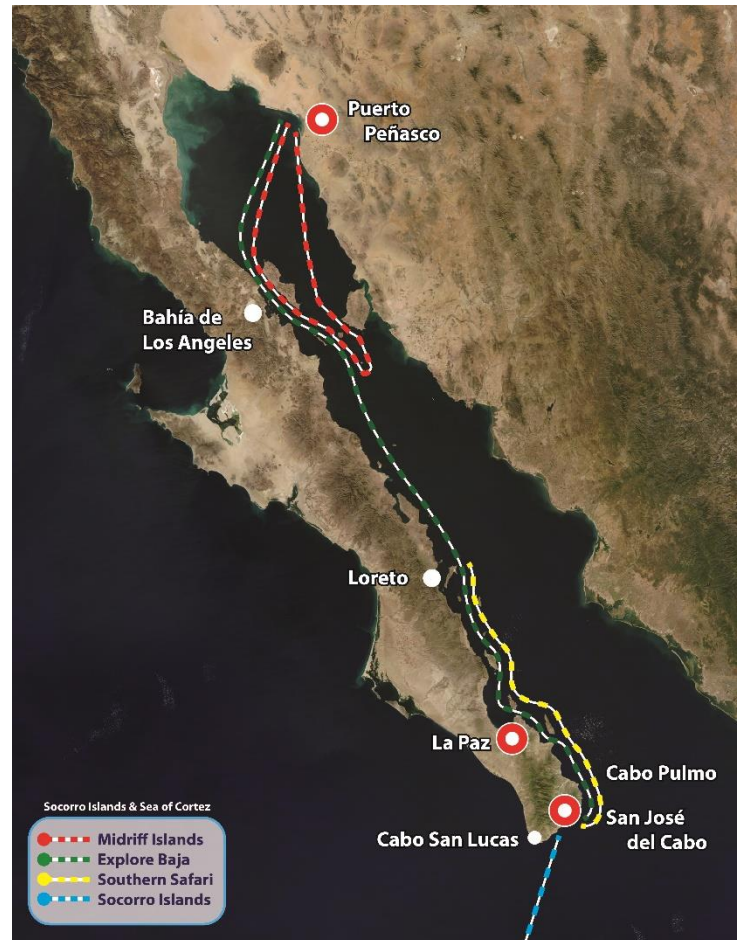 Puerto
Peñasco
Bahía de
Los Angeles
Loreto
La Paz
Cabo Pulmo
San José
del Cabo
Cabo San Lucas
Socorro Islands & Sea of Cortez
Midriff Islands
Explore Baja
Southern Safari
Socorro Islands